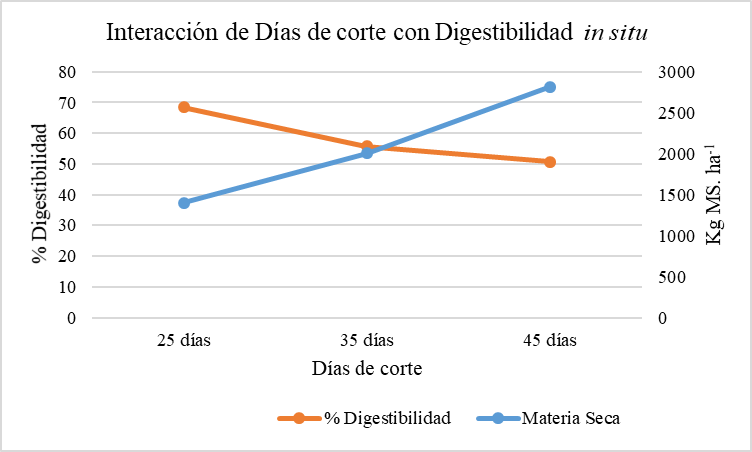 Interacción de Días de corte con Digestibilidad in situ
% Digestibilidad
80
70
60
50
40
30
20
10
0
3000
2500
2000
1500
1000
500
0
Kg MS. ha⁻¹
25 días
35 días
45 días
Días de corte
% Digestibilidad
Materia Seca